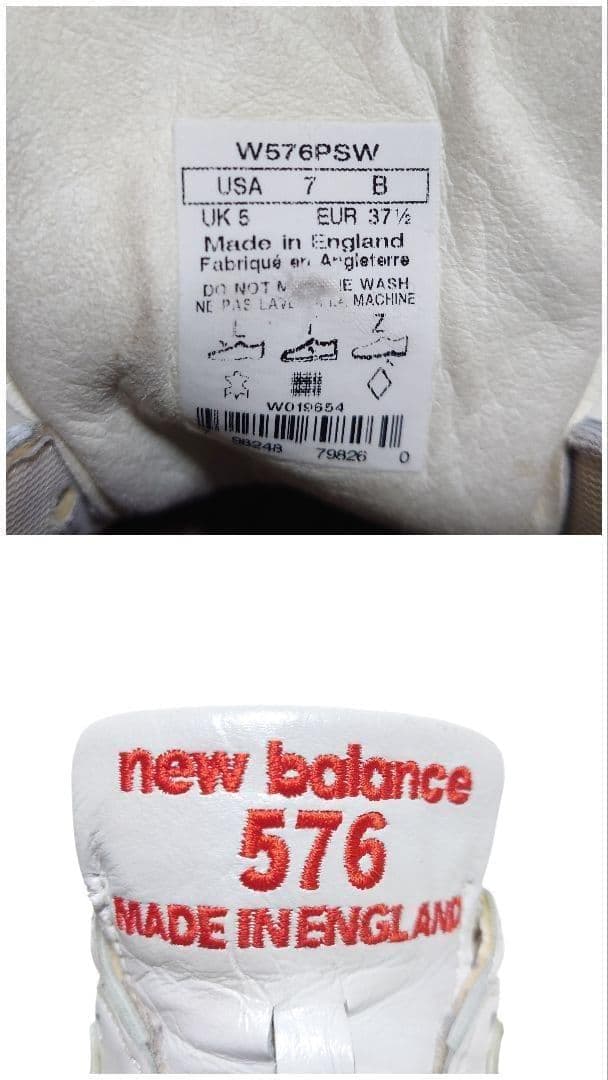 W576PSW
USA 7 B
UK 5 EUR 37½
Made in England
Fabriqué en Angleterre
DO NOT WASH
NE PAS MACHINE
L I Z
W019654
98248 79826 0
new balance
576
MADE IN ENGLAND